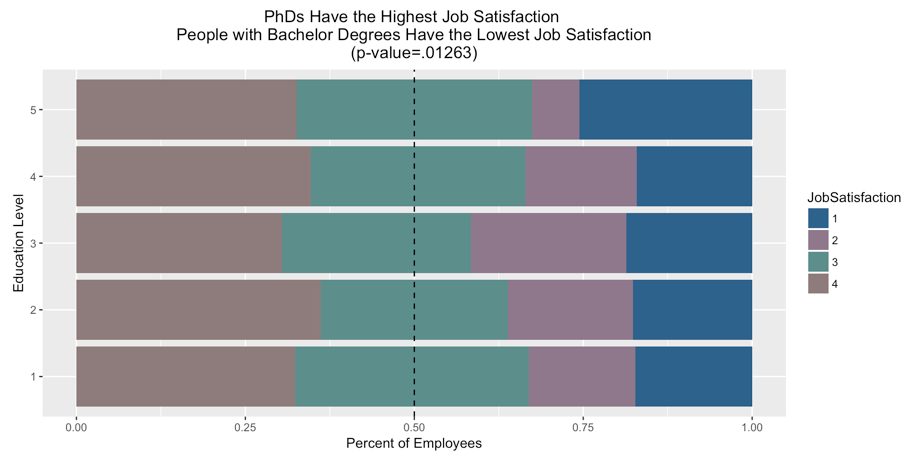 PhDs Have the Highest Job Satisfaction
People with Bachelor Degrees Have the Lowest Job Satisfaction
(p-value=.01263)
Education Level
5
4
3
2
1
0.00
0.25
0.50
0.75
1.00
Percent of Employees
JobSatisfaction
1
2
3
4